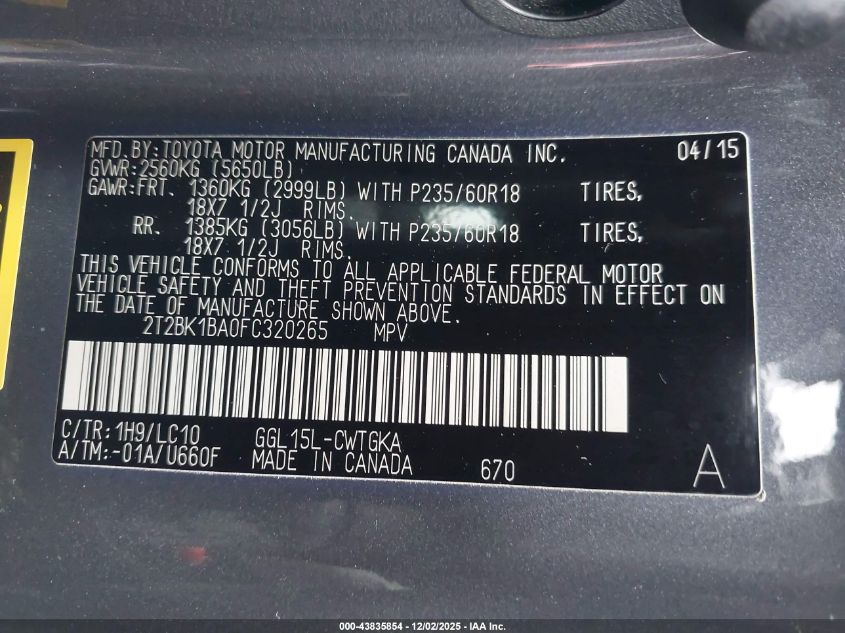 MFD. BY: TOYOTA MOTOR MANUFACTURING CANADA INC. 04/15
GVWR: 2560KG (5650LB)
GAWR: FRT. 1360KG (2999LB) WITH P235/60R18 TIRES,
18X7 1/2J RIMS.
RR. 1385KG (3056LB) WITH P235/60R18 TIRES,
18X7 1/2J RIMS.
THIS VEHICLE CONFORMS TO ALL APPLICABLE FEDERAL MOTOR
VEHICLE SAFETY AND THEFT PREVENTION STANDARDS IN EFFECT ON
THE DATE OF MANUFACTURE SHOWN ABOVE.
2T2BK1BA0FC320265 MPV
C/TR: 1H9/LC10 GGL15L-CWTGKA
A/TM: -01A/U660F MADE IN CANADA 670 A
000-43835854 - 12/02/2025 - IAA Inc.